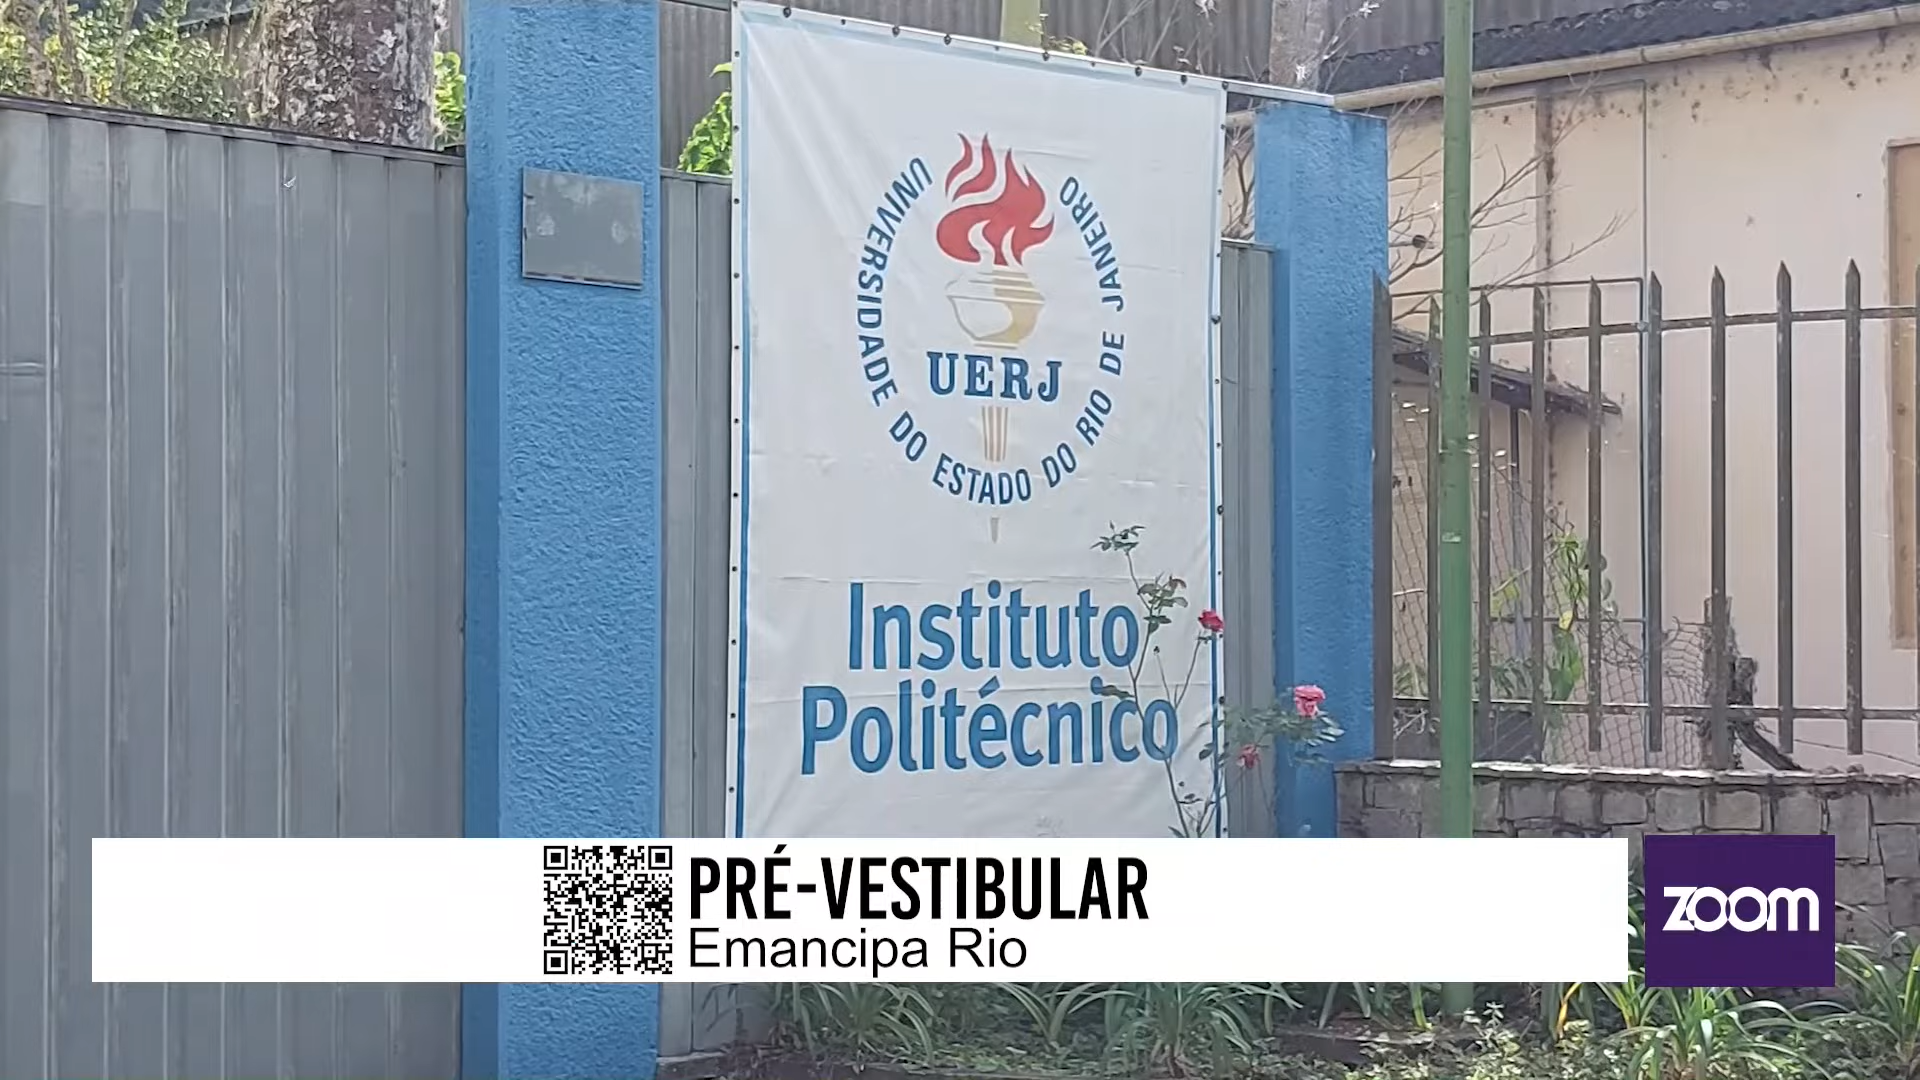 UNIVERSIDADE DO ESTADO DO RIO DE JANEIRO
UERJ
Instituto
Politécnico
PRÉ-VESTIBULAR
Emancipa Rio
zoom